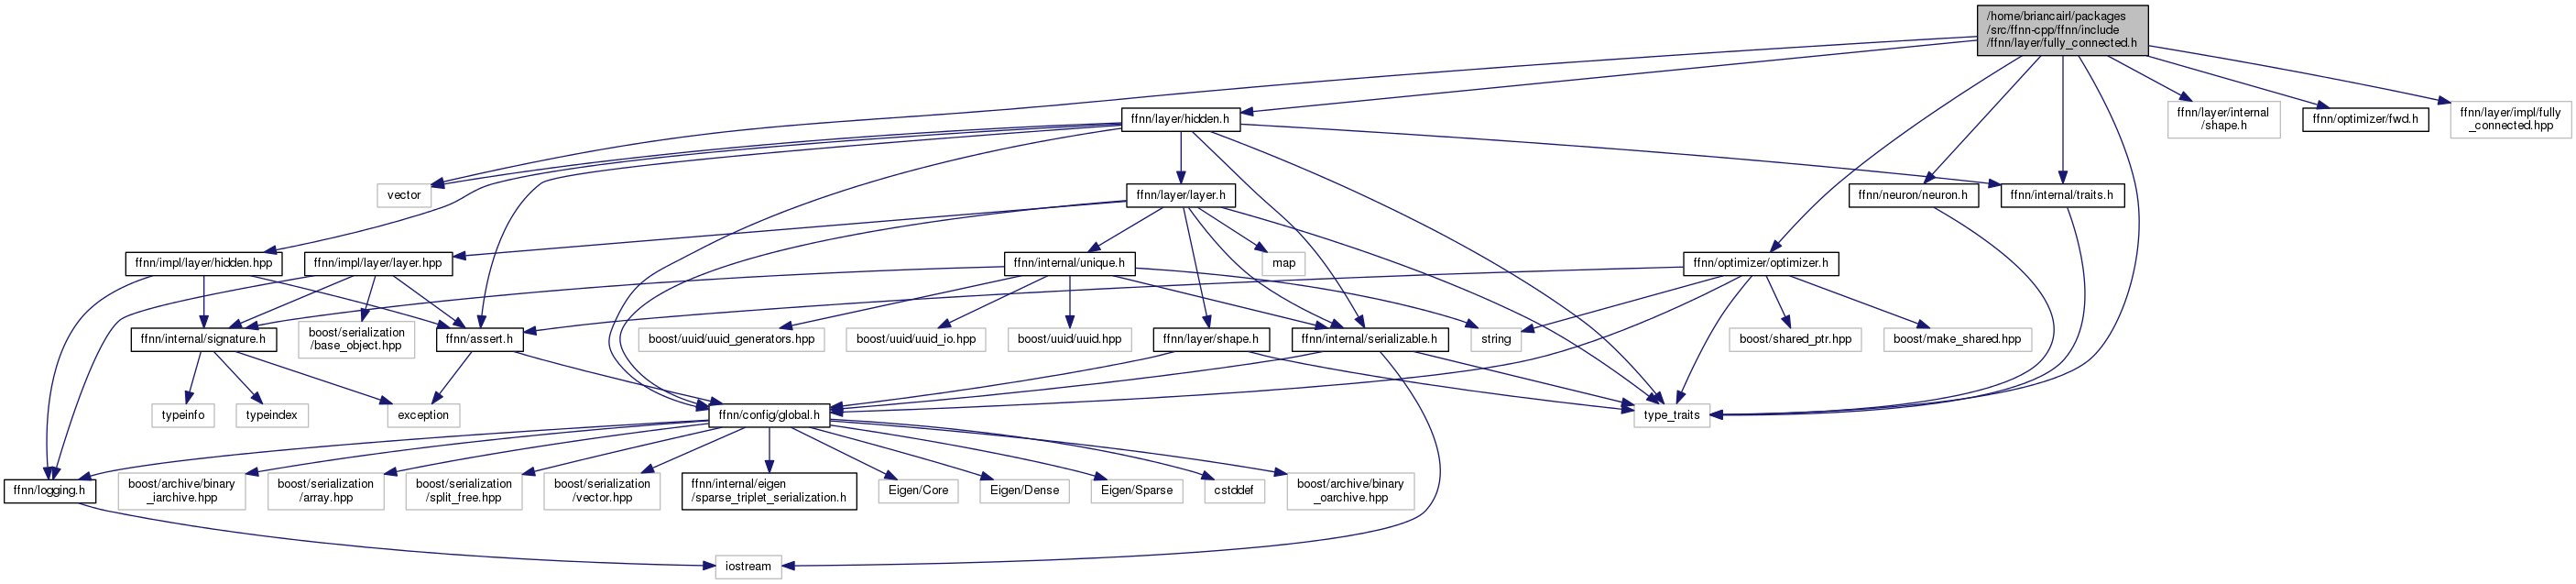 /home/briancairl/packages
/src/ffnn-cpp/ffnn/include
/ffnn/layer/fully_connected.h
ffnn/layer/hidden.h
ffnn/layer/internal
/shape.h
ffnn/optimizer/fwd.h
ffnn/layer/impl/fully
_connected.hpp
vector
ffnn/layer/layer.h
ffnn/neuron/neuron.h
ffnn/internal/traits.h
ffnn/impl/layer/hidden.hpp
ffnn/impl/layer/layer.hpp
ffnn/internal/unique.h
map
ffnn/optimizer/optimizer.h
ffnn/internal/signature.h
boost/serialization
/base_object.hpp
ffnn/assert.h
boost/uuid/uuid_generators.hpp
boost/uuid/uuid_io.hpp
boost/uuid/uuid.hpp
ffnn/layer/shape.h
ffnn/internal/serializable.h
string
boost/shared_ptr.hpp
boost/make_shared.hpp
typeinfo
typeindex
exception
ffnn/config/global.h
type_traits
ffnn/logging.h
boost/archive/binary
_iarchive.hpp
boost/serialization
/array.hpp
boost/serialization
/split_free.hpp
boost/serialization
/vector.hpp
ffnn/internal/eigen
/sparse_triplet_serialization.h
Eigen/Core
Eigen/Dense
Eigen/Sparse
cstddef
boost/archive/binary
_oarchive.hpp
iostream